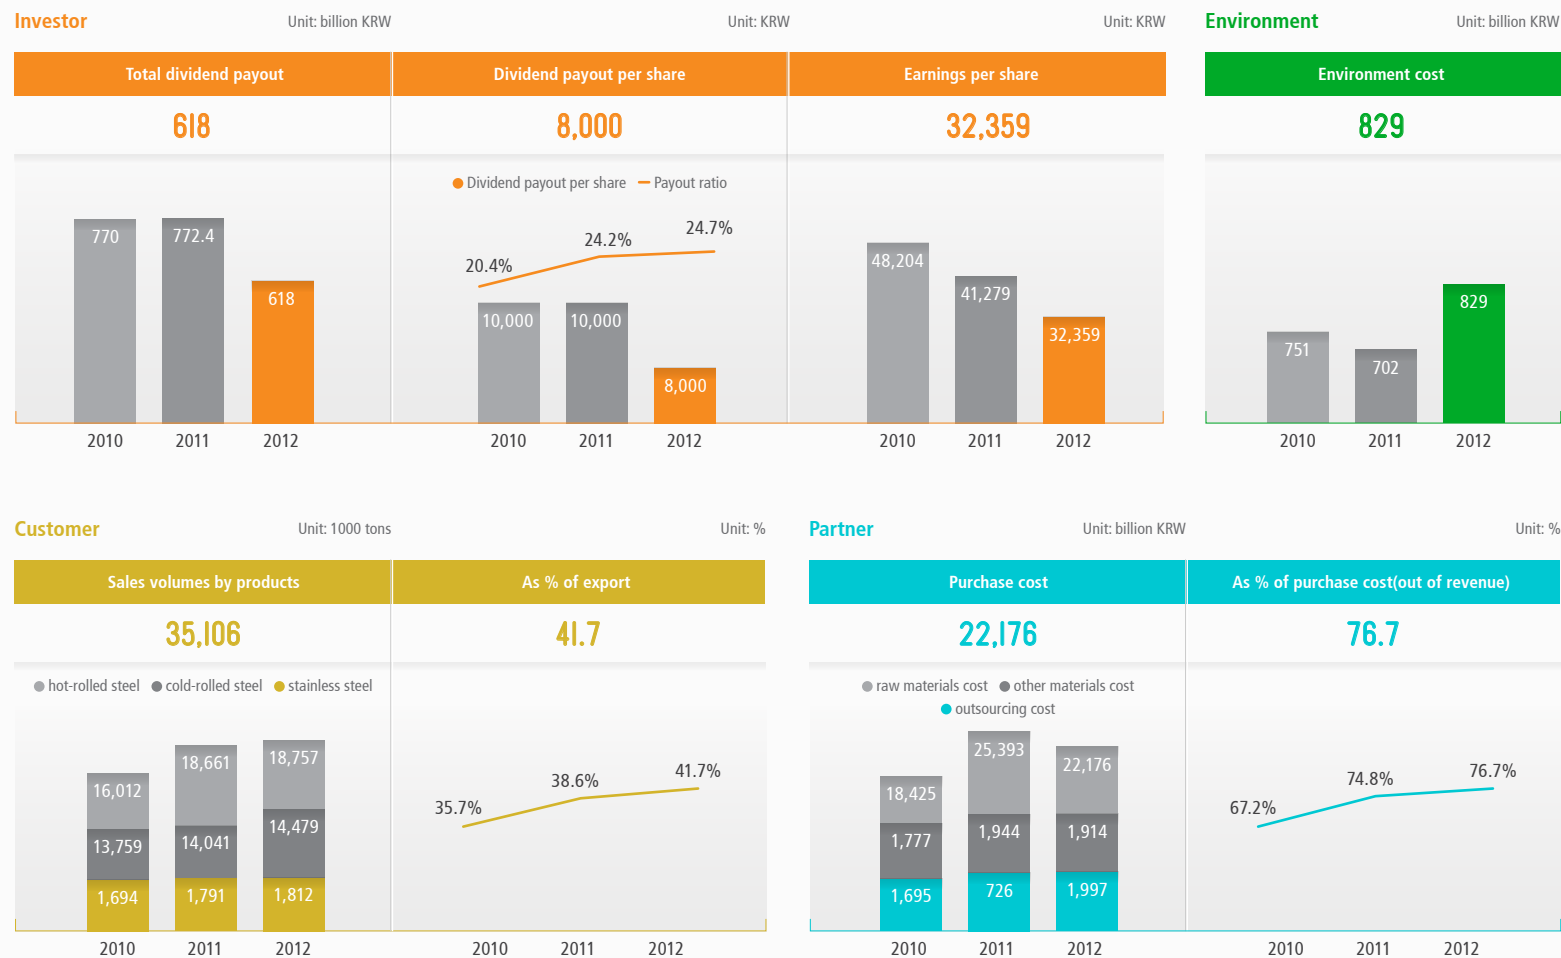 Investor
Unit: billion KRW
Unit: KRW
Unit: KRW
Total dividend payout
Dividend payout per share
Earnings per share
618
8,000
32,359
770
772.4
618
2010
2011
2012
Dividend payout per share
Payout ratio
20.4%
24.2%
24.7%
10,000
10,000
8,000
2010
2011
2012
48,204
41,279
32,359
2010
2011
2012
Environment
Unit: billion KRW
Environment cost
829
751
702
829
2010
2011
2012
Customer
Unit: 1000 tons
Unit: %
Sales volumes by products
As % of export
35,106
41.7
hot-rolled steel
cold-rolled steel
stainless steel
16,012
18,661
18,757
13,759
14,041
14,479
1,694
1,791
1,812
2010
2011
2012
35.7%
38.6%
41.7%
2010
2011
2012
Partner
Unit: billion KRW
Unit: %
Purchase cost
As % of purchase cost(out of revenue)
22,176
76.7
raw materials cost
other materials cost
outsourcing cost
18,425
25,393
22,176
1,777
1,944
1,914
1,695
726
1,997
2010
2011
2012
67.2%
74.8%
76.7%
2010
2011
2012